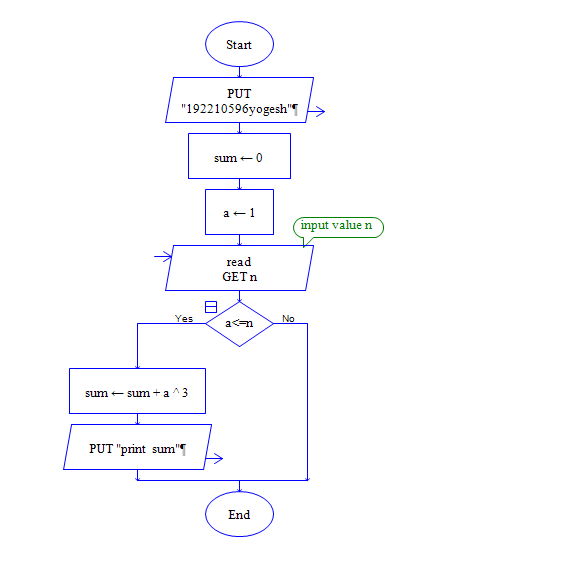 Start
PUT
"192210596yogesh"¶
sum ← 0
a ← 1
input value n
read
GET n
Yes
a<=n
No
sum ← sum + a ^ 3
PUT "print sum"¶
End